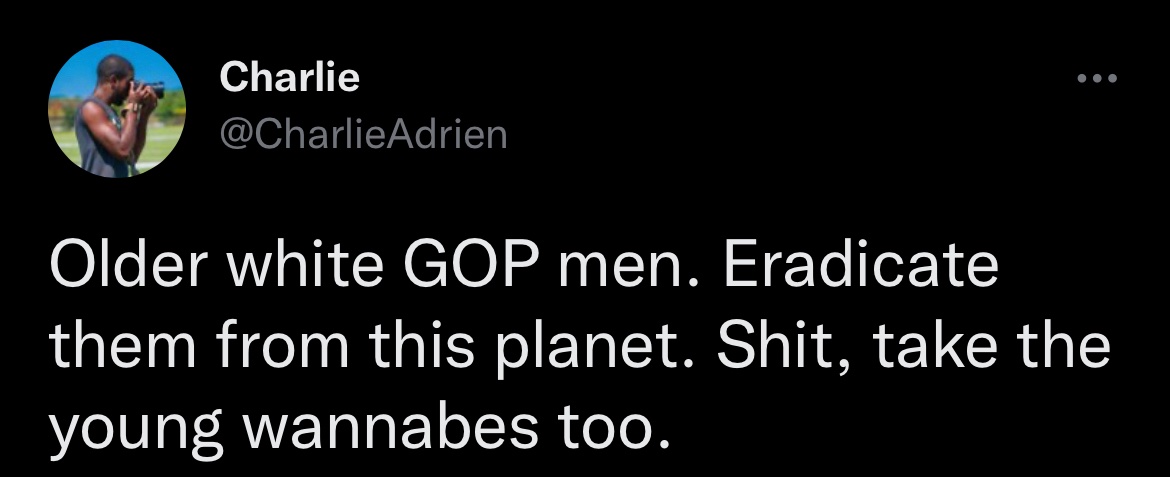 Charlie
@CharlieAdrien
Older white GOP men. Eradicate
them from this planet. Shit, take the
young wannabes too.